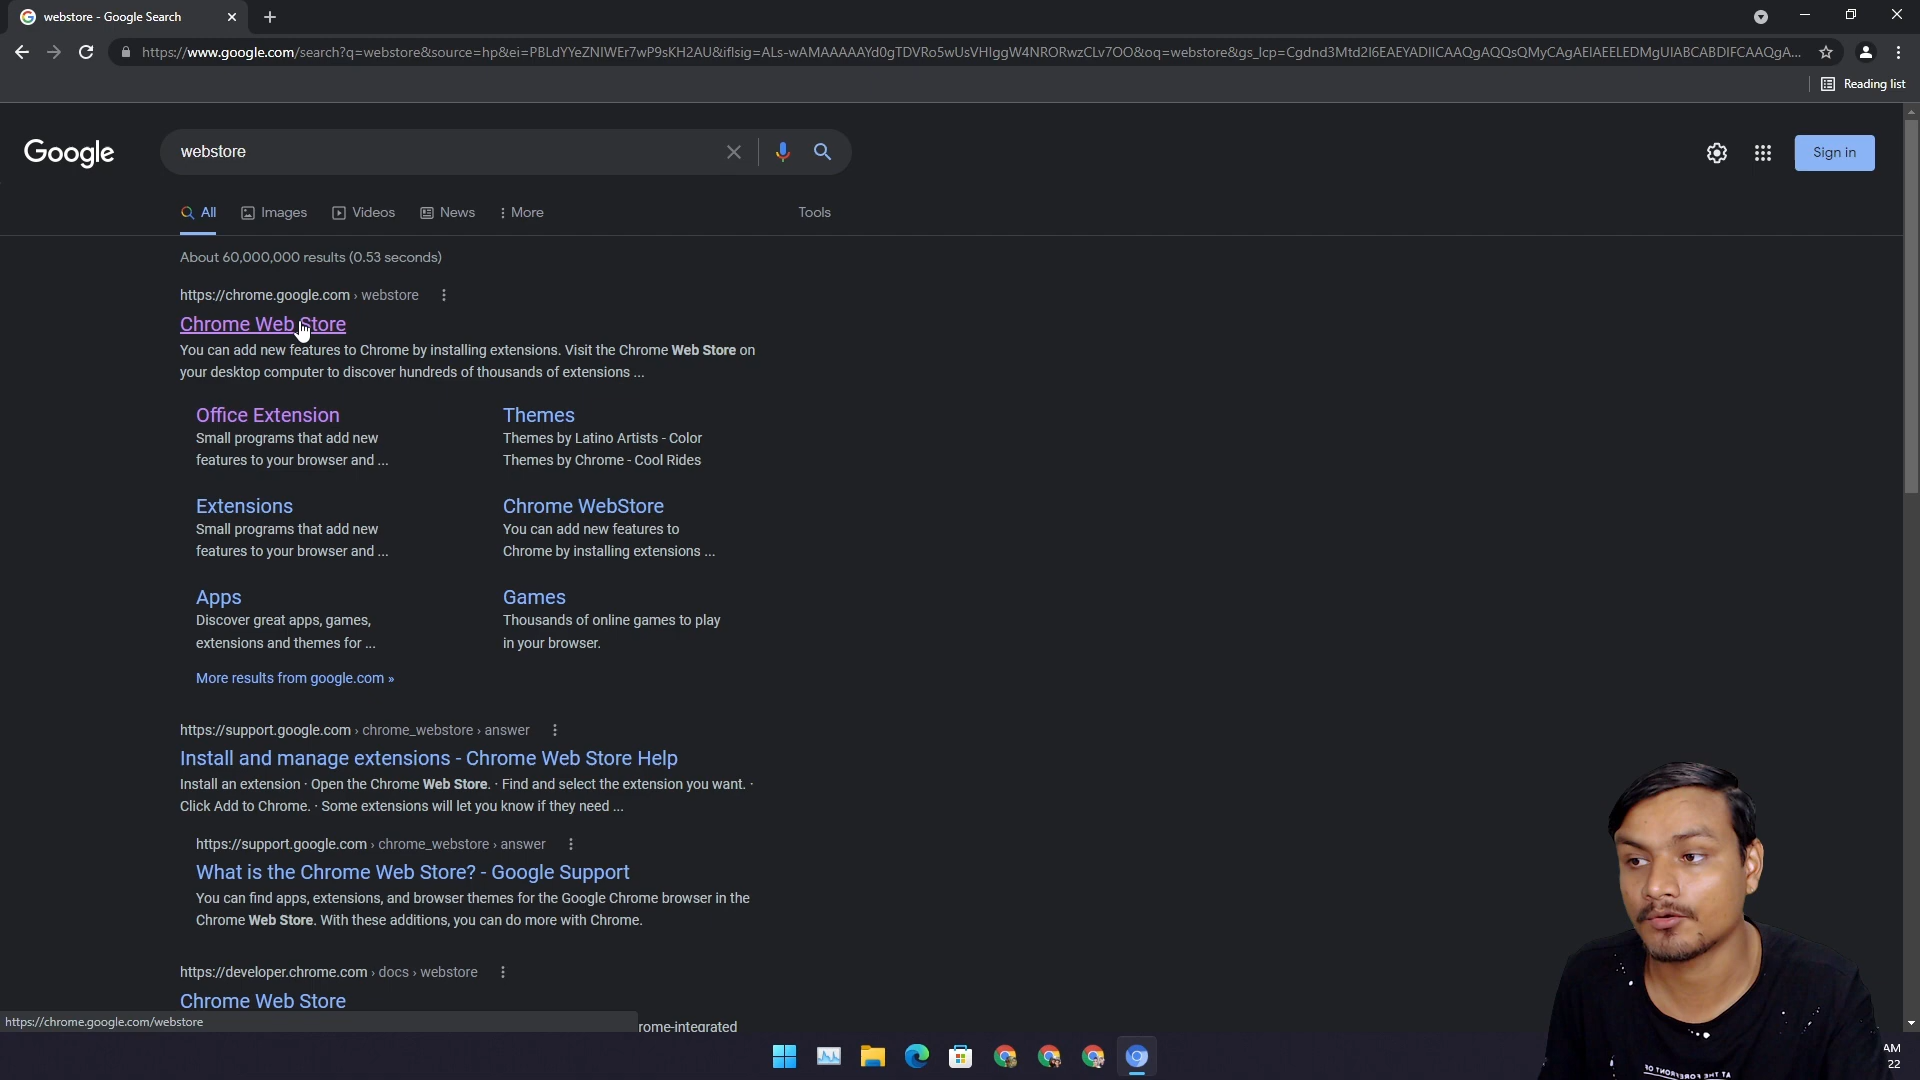 webstore - Google Search
https://www.google.com/search?q=webstore&source=hp&ei=PBLdYYeZNIWEr7wP9sKH2AU&iflsig=ALs-wAMAAAAAYd0gTDVRo5wUsVHIggW4NRQRwzCLv7OO&oq=webstore&gs_lcp=Cgdnd3Mtd2l6EAEYADIICAAQgAQQsQMyCAgAEIAEELEDMgUIABCABDIFCAAQgA...
Reading list
Google
webstore
Sign in
All
Images
Videos
News
More
Tools
About 60,000,000 results (0.53 seconds)
https://chrome.google.com › webstore
Chrome Web Store
You can add new features to Chrome by installing extensions. Visit the Chrome Web Store on
your desktop computer to discover hundreds of thousands of extensions ...
Office Extension
Small programs that add new
features to your browser and ...
Themes
Themes by Latino Artists - Color
Themes by Chrome - Cool Rides
Extensions
Small programs that add new
features to your browser and ...
Chrome WebStore
You can add new features to
Chrome by installing extensions ...
Apps
Discover great apps, games,
extensions and themes for ...
Games
Thousands of online games to play
in your browser.
More results from google.com »
https://support.google.com › chrome_webstore › answer
Install and manage extensions - Chrome Web Store Help
Install an extension · Open the Chrome Web Store. · Find and select the extension you want. ·
Click Add to Chrome. · Some extensions will let you know if they need ...
https://support.google.com › chrome_webstore › answer
What is the Chrome Web Store? - Google Support
You can find apps, extensions, and browser themes for the Google Chrome browser in the
Chrome Web Store. With these additions, you can do more with Chrome.
https://developer.chrome.com › docs › webstore
Chrome Web Store
rome-integrated
https://chrome.google.com/webstore
AM
22
AT THE FOREFRONT OF